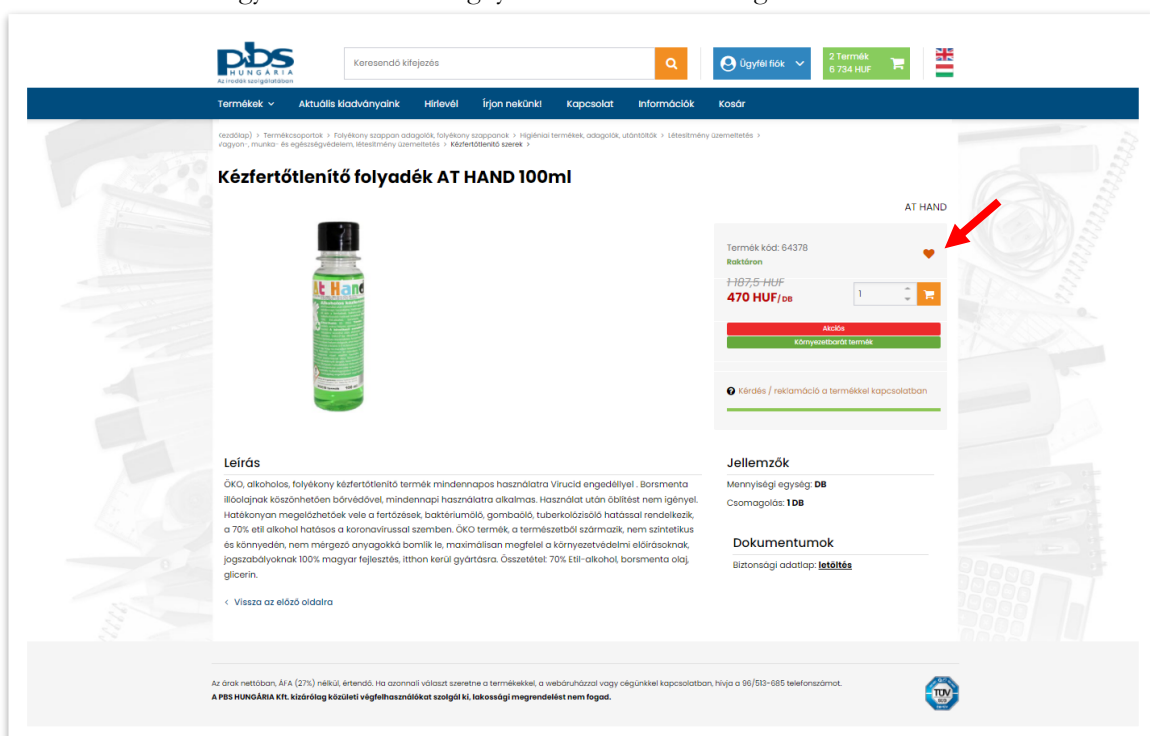 pbs
HUNGARIA
Az irodák szolgálatában
Keresendő kifejezés
Ügyfél fiók
2 Termék
6 734 HUF
Termékek
Aktuális kiadványaink
Hírlevél
Írjon nekünk!
Kapcsolat
Információk
Kosár
Kezdőlap) > Termékcsoportok > Folyékony szappan adagolók, folyékony szappanok > Higiéniai termékek, adagolók, utántöltők > Létesítmény üzemeltetés >
Vagyon-, munka- és egészségvédelem, létesítmény üzemeltetés > Kézfertőtlenítő szerek >
Kézfertőtlenítő folyadék AT HAND 100ml
AT HAND
At Hand
Termék kód: 64378
Raktáron
1 187,5 HUF
470 HUF/ DB
1
Akciós
Környezetbarát termék
Kérdés / reklamáció a termékkel kapcsolatban
Leírás
ÖKO, alkoholos, folyékony kézfertőtlenítő termék mindennapos használatra Virucid engedéllyel . Borsmenta
illóolajnak köszönhetően bőrvédővel, mindennapi használatra alkalmas. Használat után öblítést nem igényel.
Hatékonyan megelőzhetőek vele a fertőzések, baktériumölő, gombaölő, tuberkolózisölő hatással rendelkezik,
a 70% etil alkohol hatásos a koronavírussal szemben. ÖKO termék, a természetből származik, nem szintetikus
és könnyedén, nem mérgező anyagokká bomlik le, maximálisan megfelel a környezetvédelmi előírásoknak,
jogszabályoknak 100% magyar fejlesztés, itthon kerül gyártásra. Összetétel: 70% Etil-alkohol, borsmenta olaj,
glicerin.
< Vissza az előző oldalra
Jellemzők
Mennyiségi egység: DB
Csomagolás: 1 DB
Dokumentumok
Biztonsági adatlap: letöltés
Az árak nettóban, ÁFA (27%) nélkül, értendő. Ha azonnali választ szeretne a termékekkel, a webáruházzal vagy cégünkkel kapcsolatban, hívja a 96/513-685 telefonszámot.
A PBS HUNGÁRIA Kft. kizárólag közületi végfelhasználókat szolgál ki, lakossági megrendelést nem fogad.
TÜV